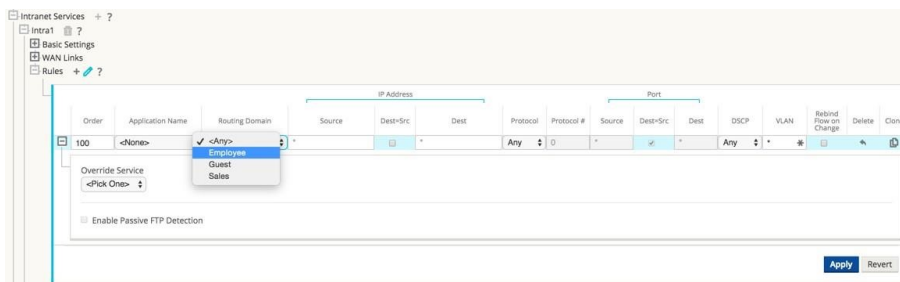 Intranet Services + ?
Intra1 ?
Basic Settings
WAN Links
Rules + ?
IP Address Port
Order Application Name Routing Domain Source Dest=Src Dest Protocol Protocol # Source Dest=Src Dest DSCP VLAN Rebind Flow on Change Delete Clon
100 <None> ✓ <Any> * * Any 0 * * Any * *
Employee
Guest
Sales
Override Service
<Pick One>
Enable Passive FTP Detection
Apply Revert